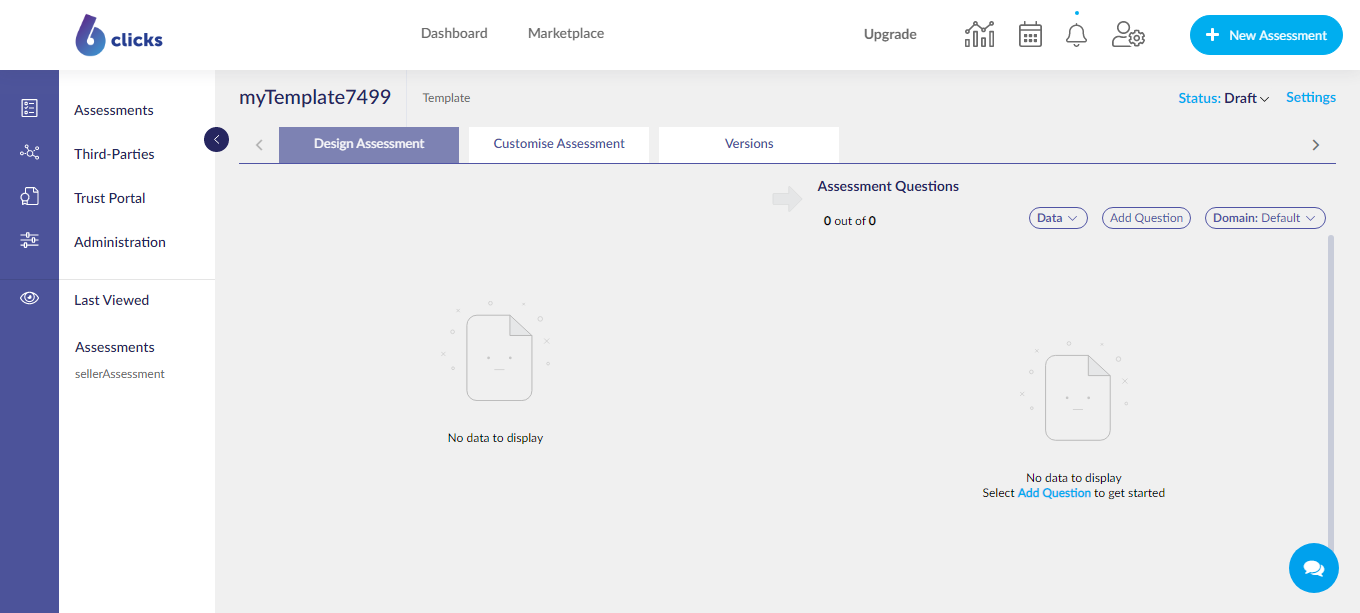 6clicks
Dashboard
Marketplace
Upgrade
New Assessment
Assessments
Third-Parties
Trust Portal
Administration
Last Viewed
Assessments
sellerAssessment
myTemplate7499
Template
Status: Draft
Settings
Design Assessment
Customise Assessment
Versions
Assessment Questions
0 out of 0
Data
Add Question
Domain: Default
No data to display
No data to display
Select Add Question to get started